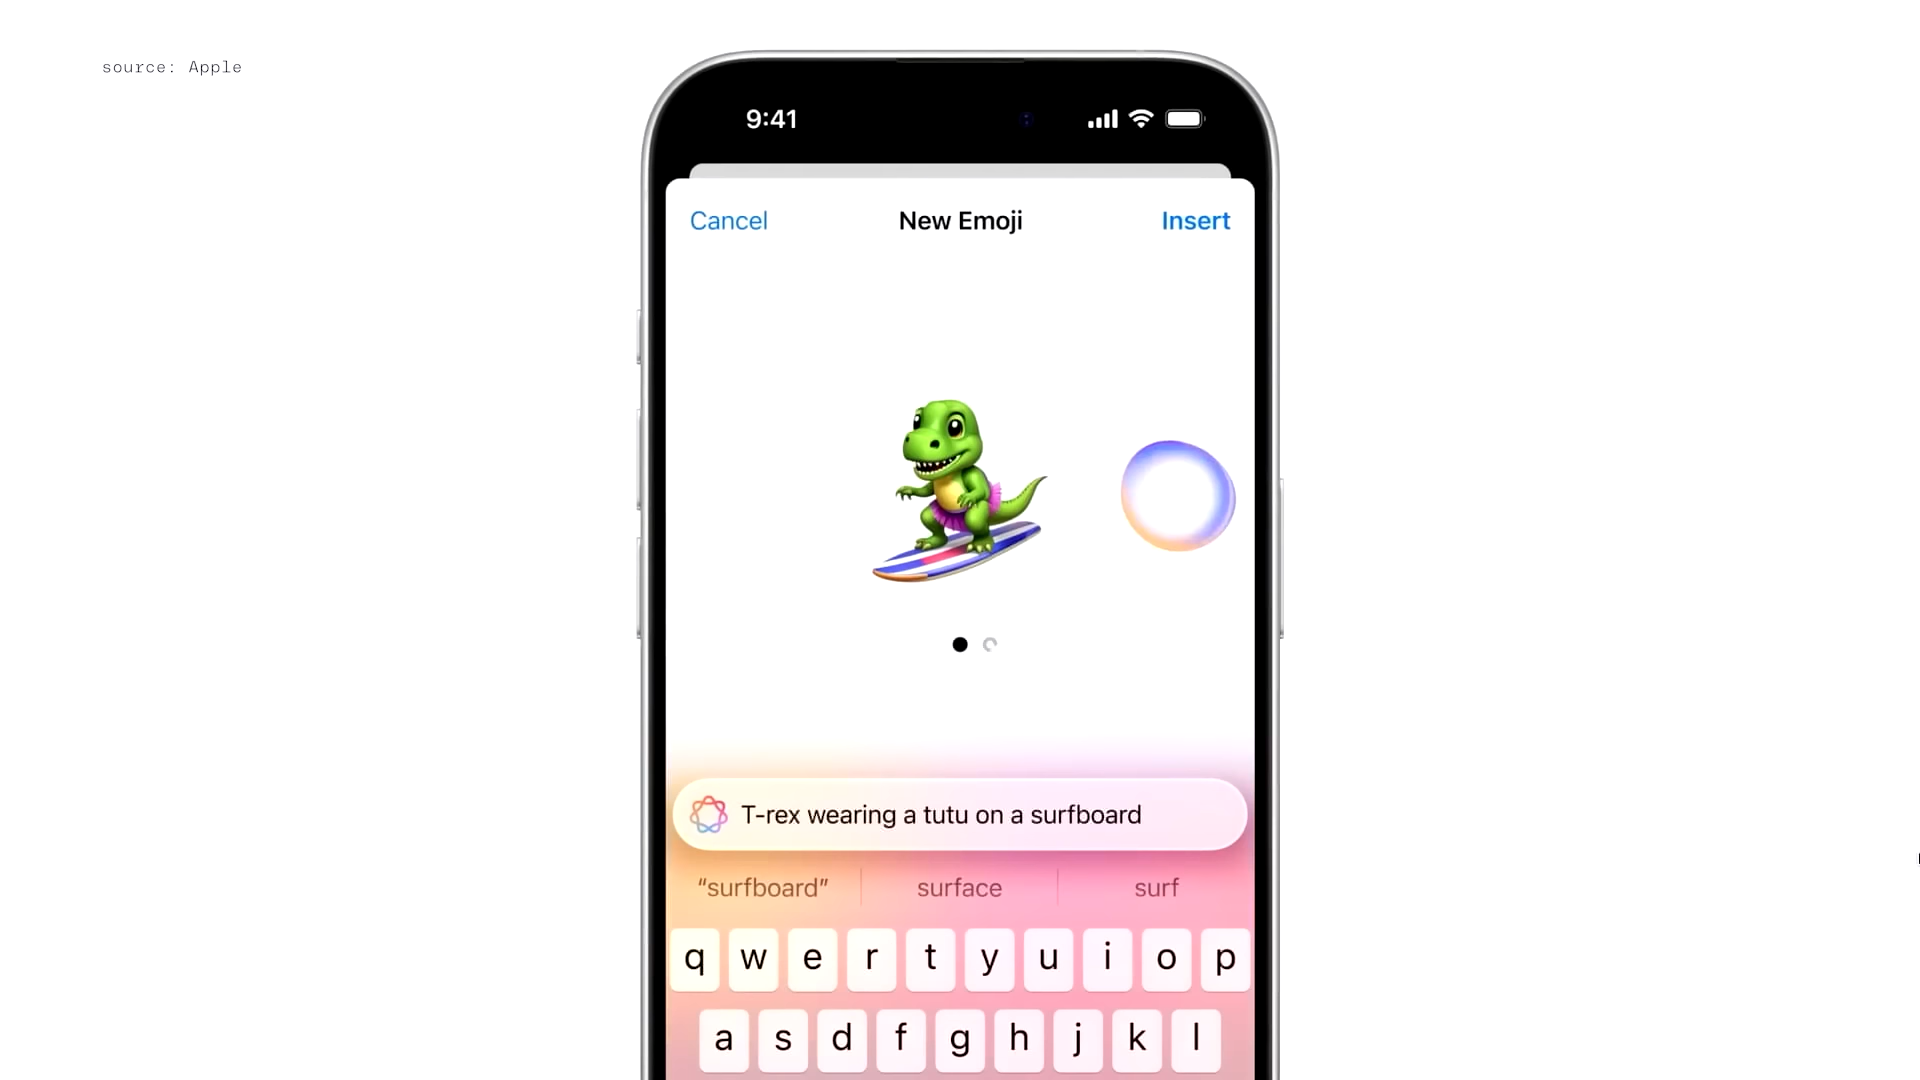 source: Apple
9:41
Cancel New Emoji Insert
T-rex wearing a tutu on a surfboard
“surfboard” surface surf
q w e r t y u i o p
a s d f g h j k l